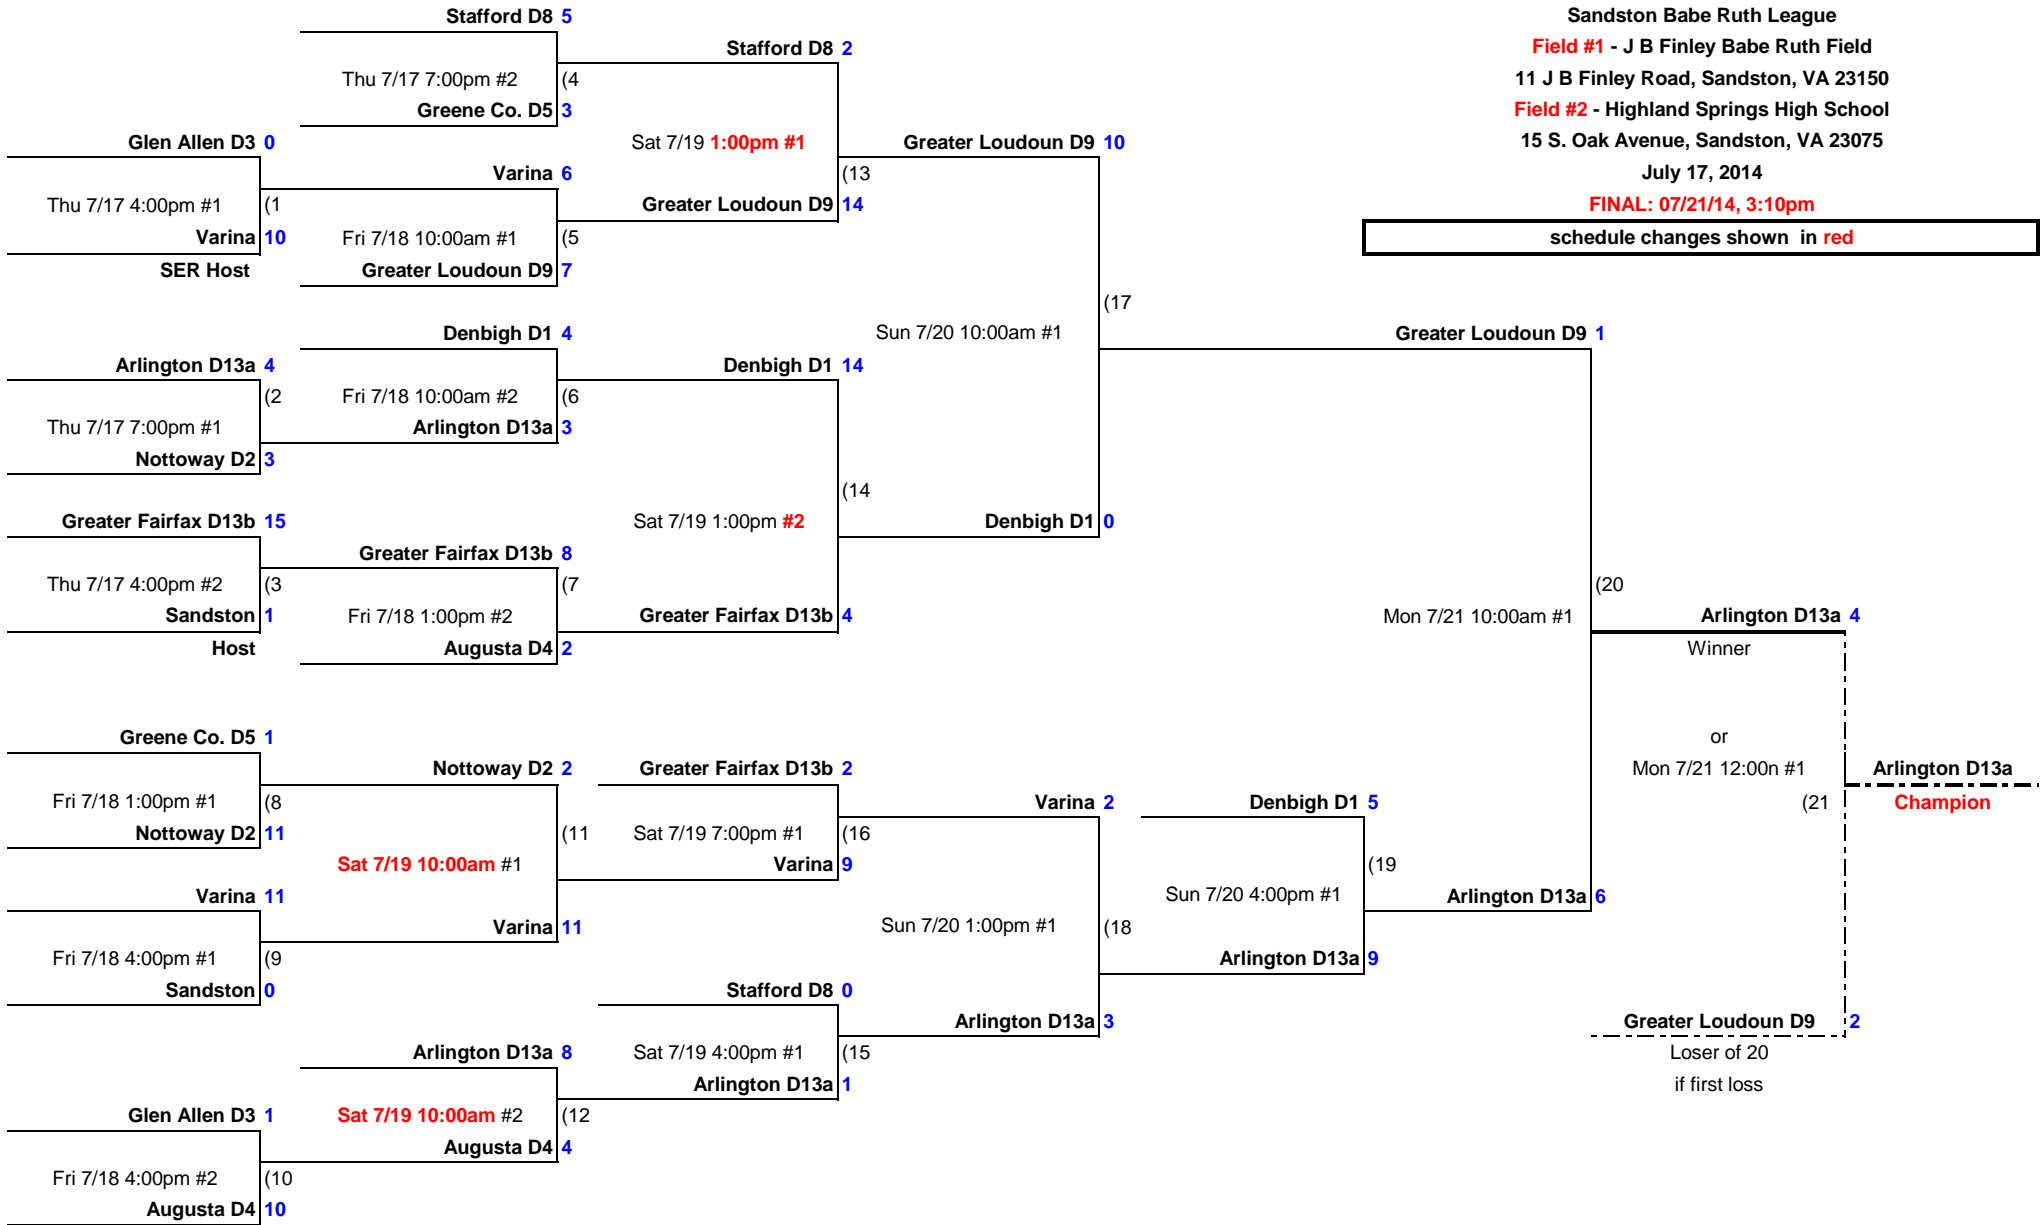 Stafford D8 5
Sandston Babe Ruth League
Stafford D8 2
Field #1 - J B Finley Babe Ruth Field
Thu 7/17 7:00pm #2 (4
11 J B Finley Road, Sandston, VA 23150
Greene Co. D5 3
Field #2 - Highland Springs High School
Glen Allen D3 0
Sat 7/19 1:00pm #1
Greater Loudoun D9 10
15 S. Oak Avenue, Sandston, VA 23075
Varina 6
(13
July 17, 2014
Thu 7/17 4:00pm #1 (1
Greater Loudoun D9 14
FINAL: 07/21/14, 3:10pm
Varina 10
Fri 7/18 10:00am #1 (5
schedule changes shown in red
SER Host
Greater Loudoun D9 7
(17
Denbigh D1 4
Sun 7/20 10:00am #1
Greater Loudoun D9 1
Arlington D13a 4
Denbigh D1 14
(2
Fri 7/18 10:00am #2 (6
Thu 7/17 7:00pm #1
Arlington D13a 3
Nottoway D2 3
(14
Greater Fairfax D13b 15
Sat 7/19 1:00pm #2
Denbigh D1 0
Greater Fairfax D13b 8
Thu 7/17 4:00pm #2 (3
(7
(20
Sandston 1
Fri 7/18 1:00pm #2
Greater Fairfax D13b 4
Mon 7/21 10:00am #1
Arlington D13a 4
Host
Augusta D4 2
Winner
Greene Co. D5 1
or
Nottoway D2 2
Greater Fairfax D13b 2
Mon 7/21 12:00n #1
Arlington D13a
Fri 7/18 1:00pm #1 (8
Varina 2
Denbigh D1 5
(21
Champion
Nottoway D2 11
(11
Sat 7/19 7:00pm #1 (16
Sat 7/19 10:00am #1
Varina 9
(19
Varina 11
Sun 7/20 4:00pm #1
Arlington D13a 6
Varina 11
Sun 7/20 1:00pm #1 (18
Fri 7/18 4:00pm #1 (9
Arlington D13a 9
Sandston 0
Stafford D8 0
Arlington D13a 3
Greater Loudoun D9 2
Arlington D13a 8
Sat 7/19 4:00pm #1 (15
Loser of 20
Arlington D13a 1
if first loss
Glen Allen D3 1
Sat 7/19 10:00am #2 (12
Augusta D4 4
Fri 7/18 4:00pm #2 (10
Augusta D4 10